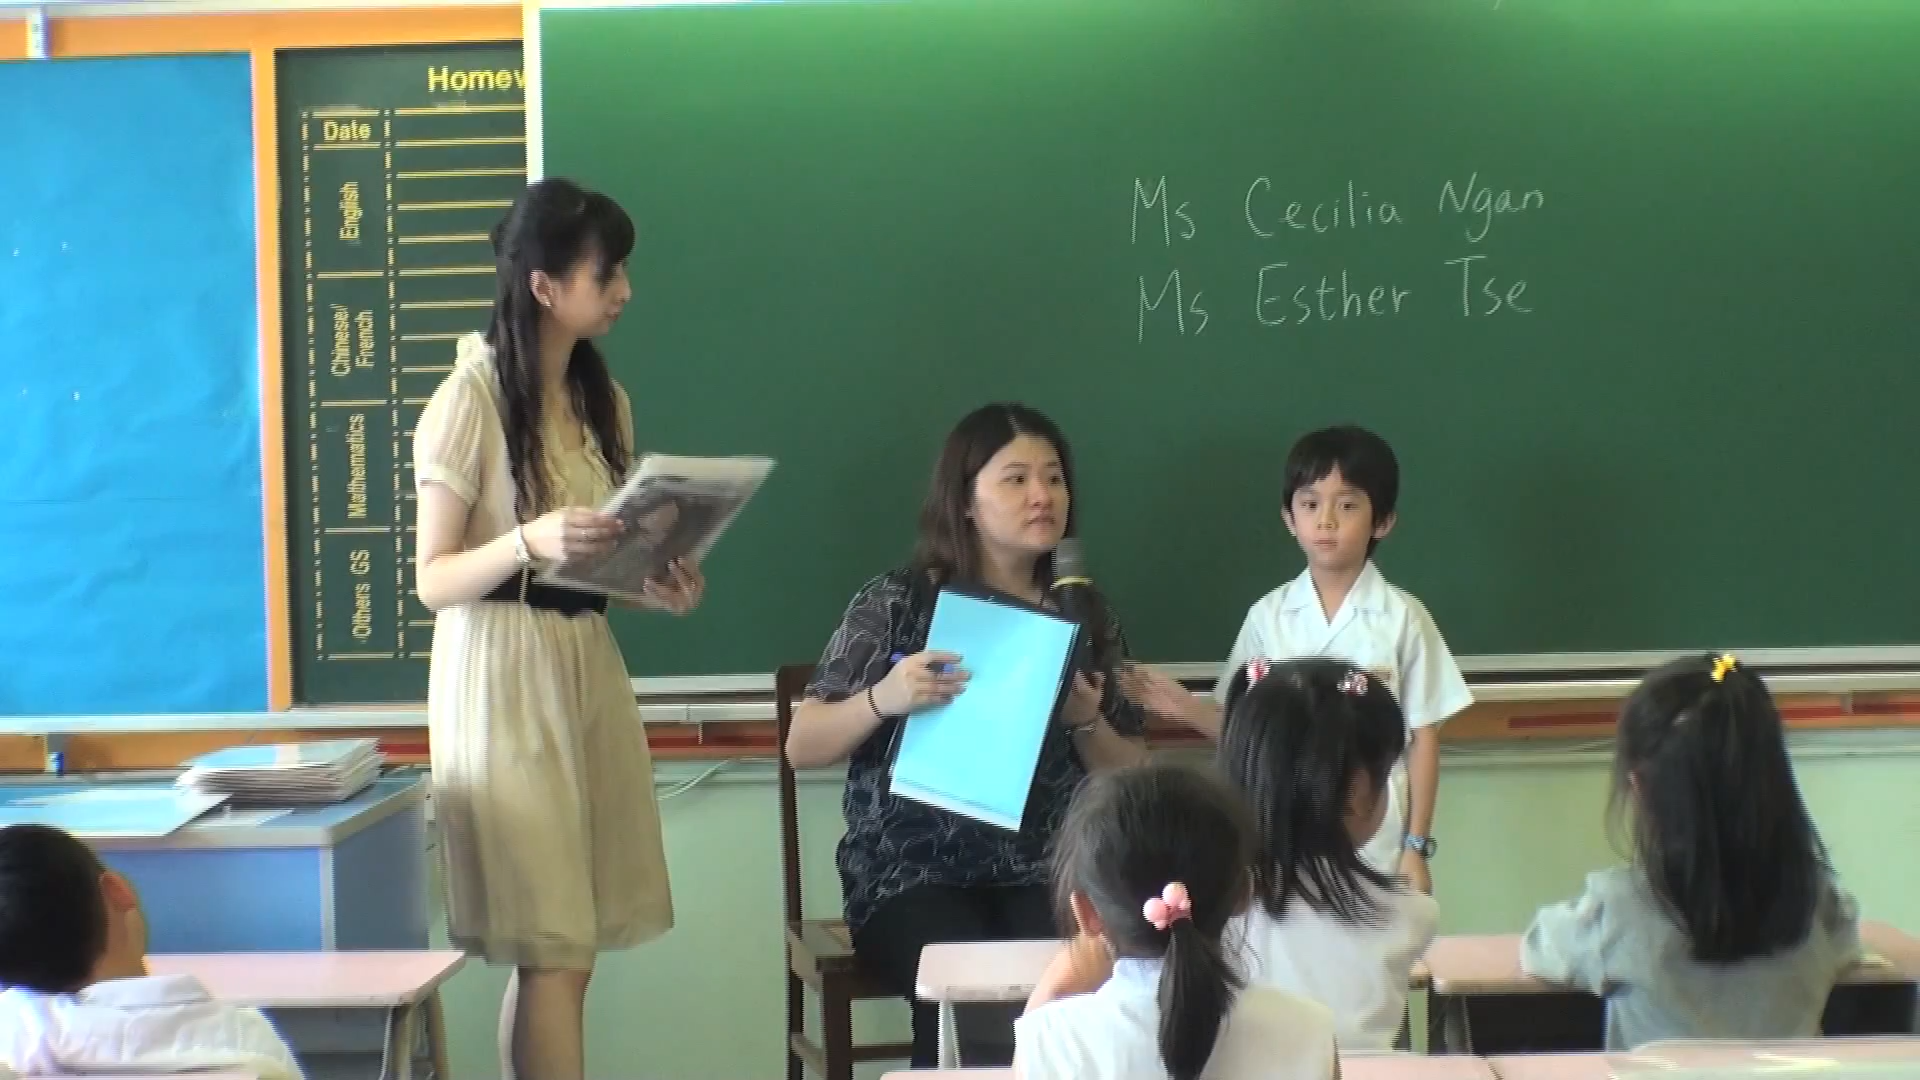 Homew
Date
English
Chinese/
French
Mathematics
GS
Others
Ms Cecilia Ngan
Ms Esther Tse